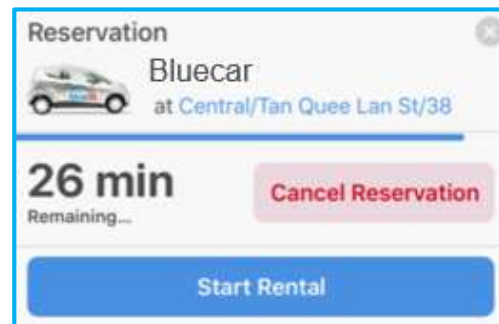 Reservation
Bluecar
at Central/Tan Quee Lan St/38
26 min
Remaining...
Cancel Reservation
Start Rental